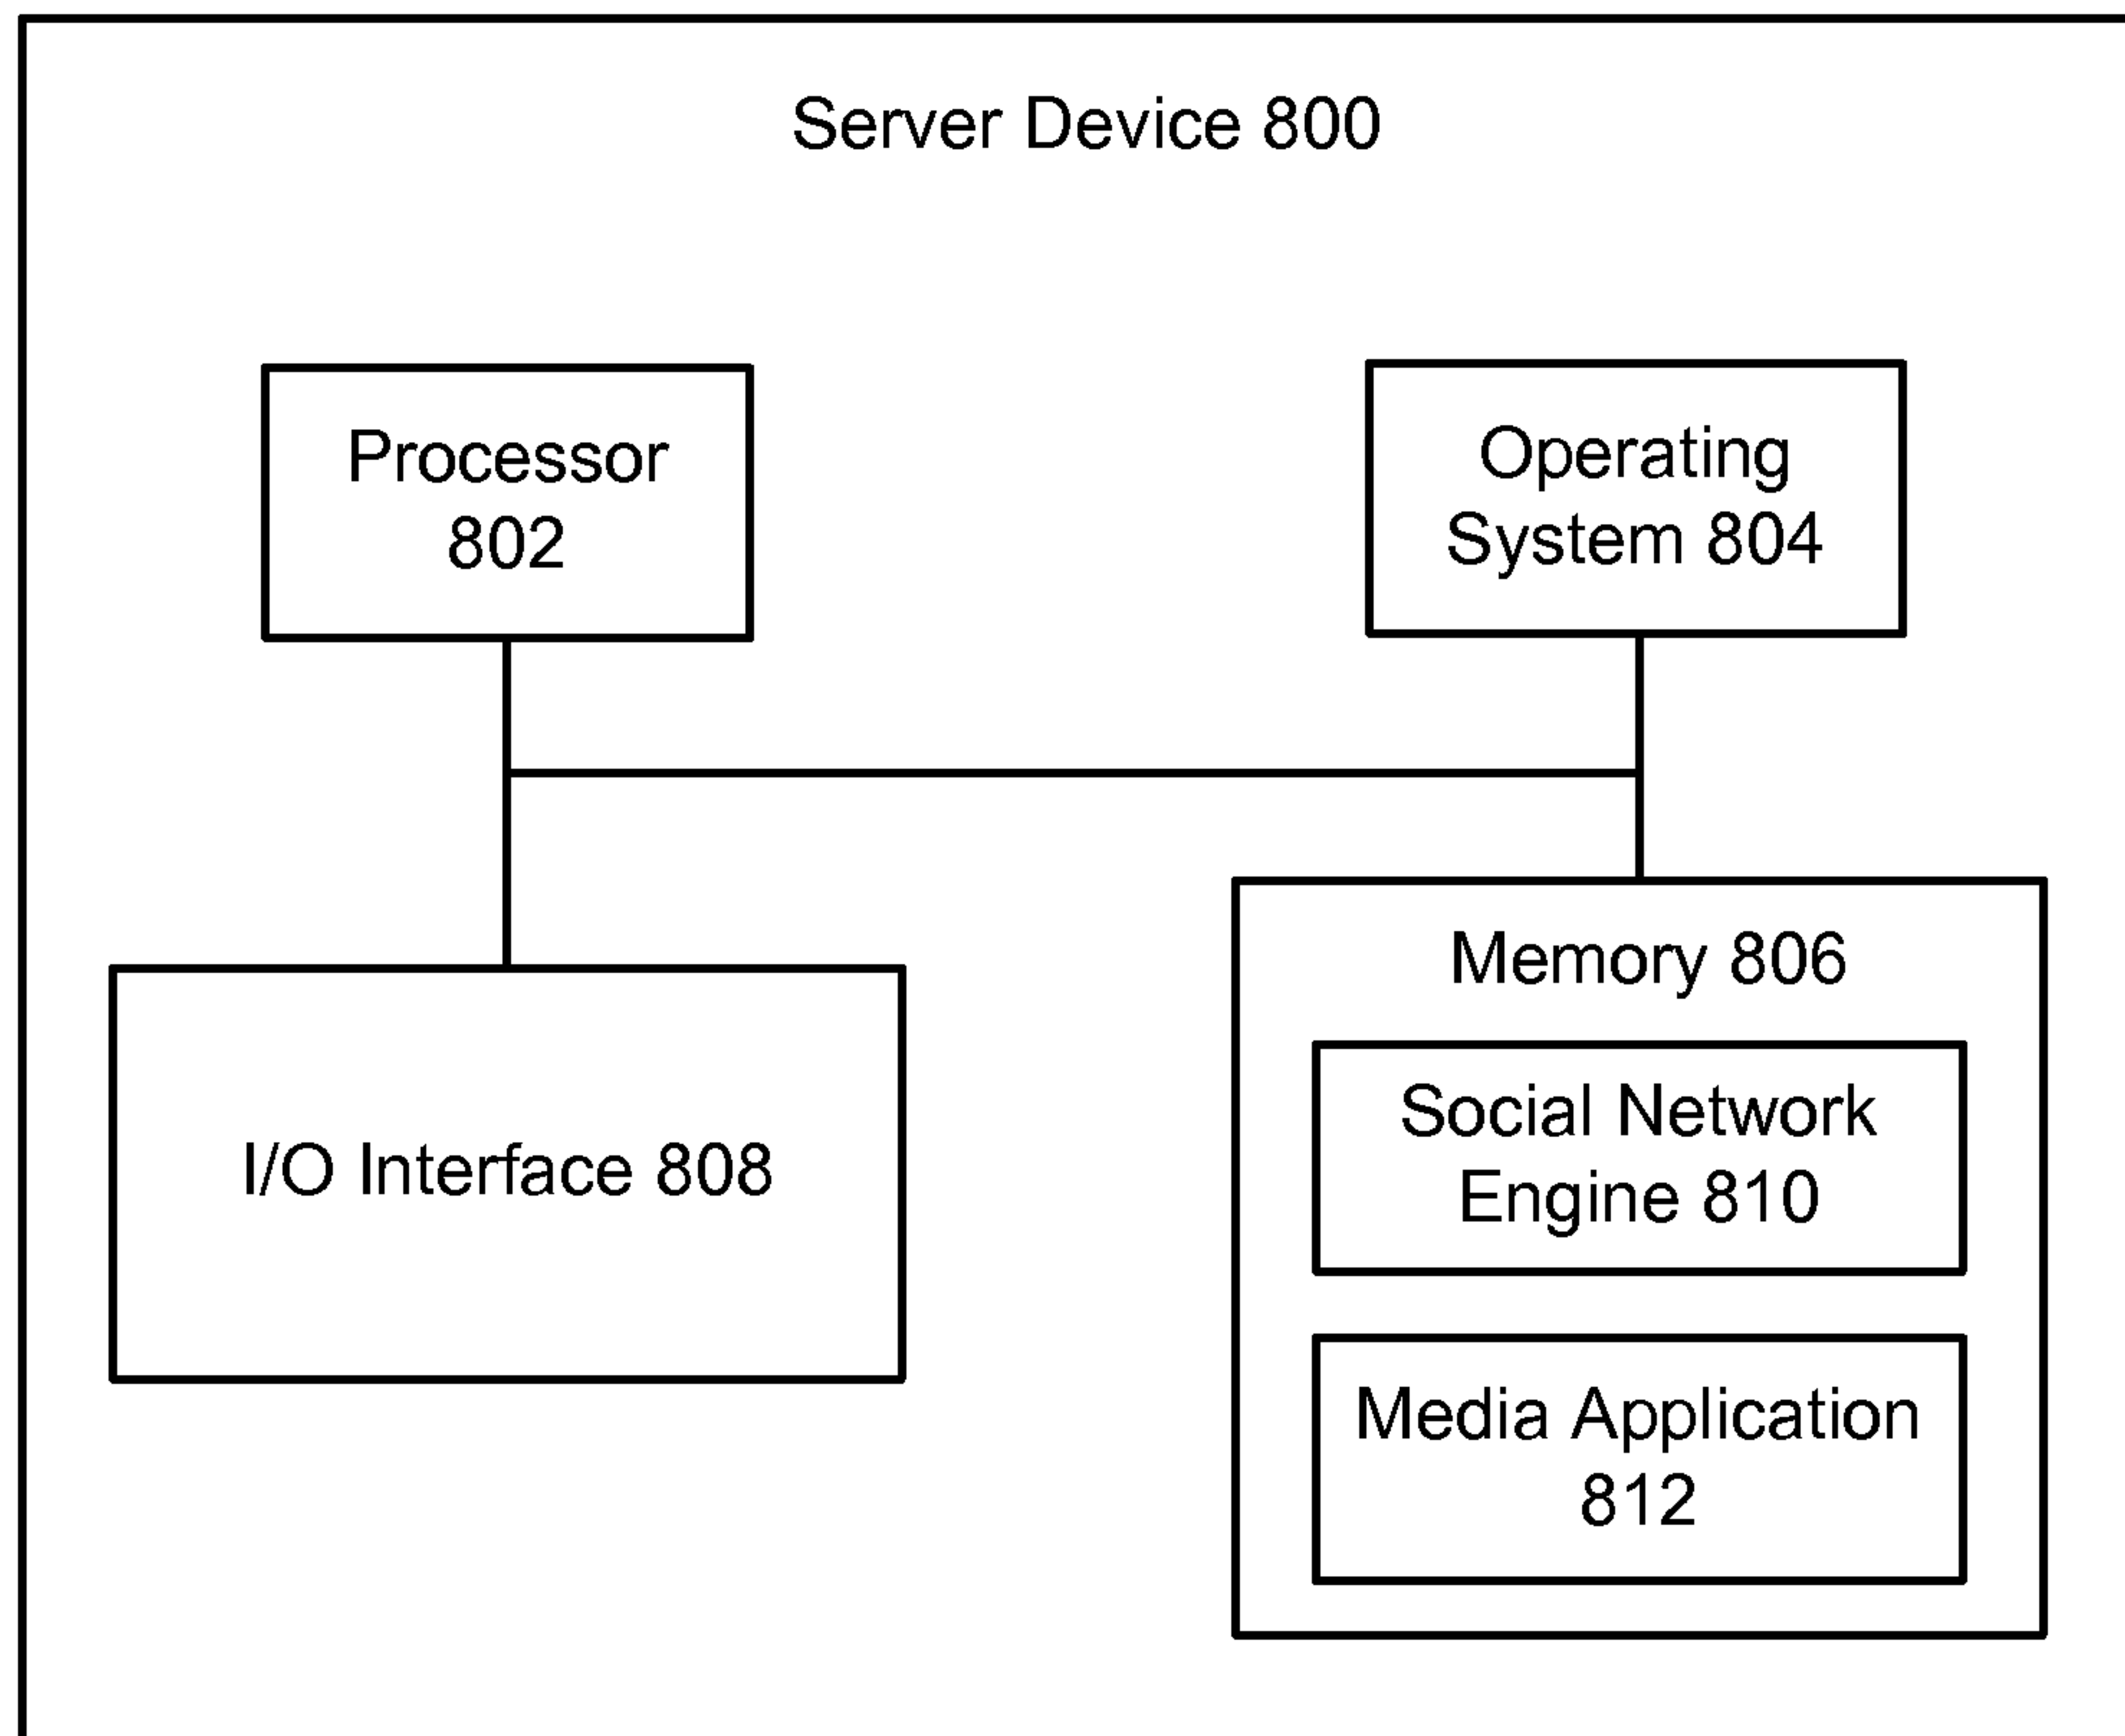 Server Device 800
Processor
802
Operating
System 804
I/O Interface 808
Memory 806
Social Network
Engine 810
Media Application
812